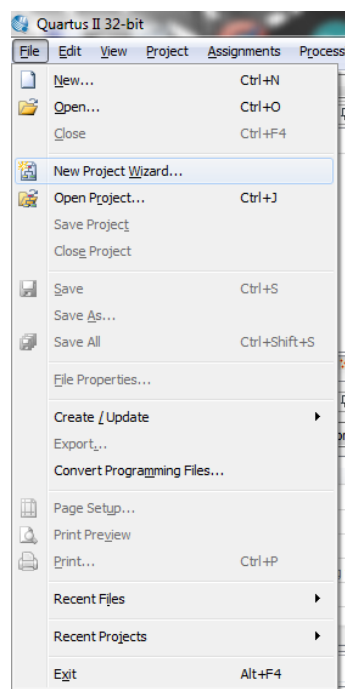 Quartus II 32-bit
File Edit View Project Assignments Process
New... Ctrl+N
Open... Ctrl+O
Close Ctrl+F4
New Project Wizard...
Open Project... Ctrl+J
Save Project
Close Project
Save Ctrl+S
Save As...
Save All Ctrl+Shift+S
File Properties...
Create / Update
Export...
Convert Programming Files...
Page Setup...
Print Preview
Print... Ctrl+P
Recent Files
Recent Projects
Exit Alt+F4